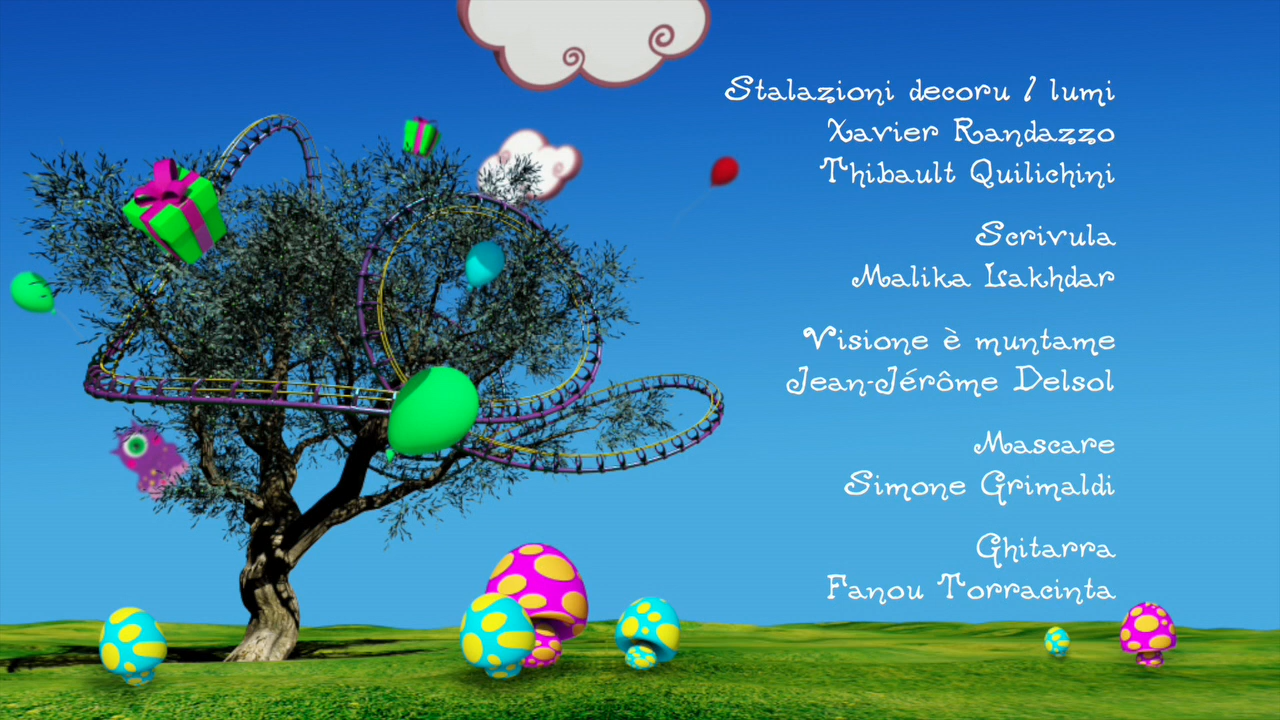 Stalazioni decoru / lumi
Xavier Randazzo
Thibault Quilichini
Scrivula
Malika Lakhdar
Visione è muntame
Jean-Jérôme Delsol
Mascare
Simone Grimaldi
Ghitarra
Fanou Torracinta